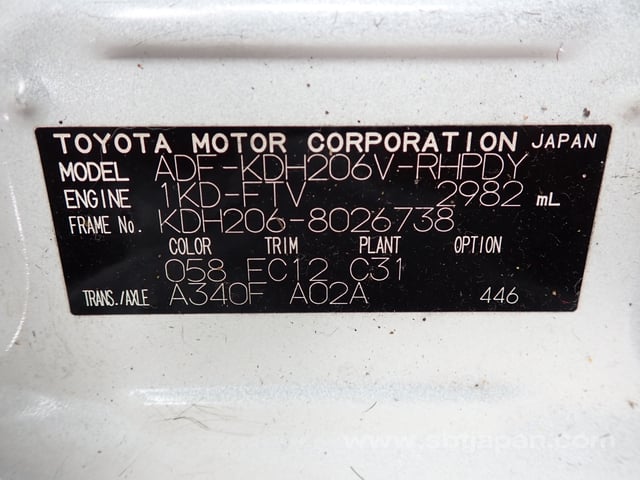 TOYOTA MOTOR CORPORATION JAPAN
MODEL ADF-KDH206V-RHPDY
ENGINE 1KD-FTV 2982 mL
FRAME No. KDH206-8026738
COLOR TRIM PLANT OPTION
058 FC12 C31
TRANS./AXLE A340F A02A 446
www.sbtjapan.com